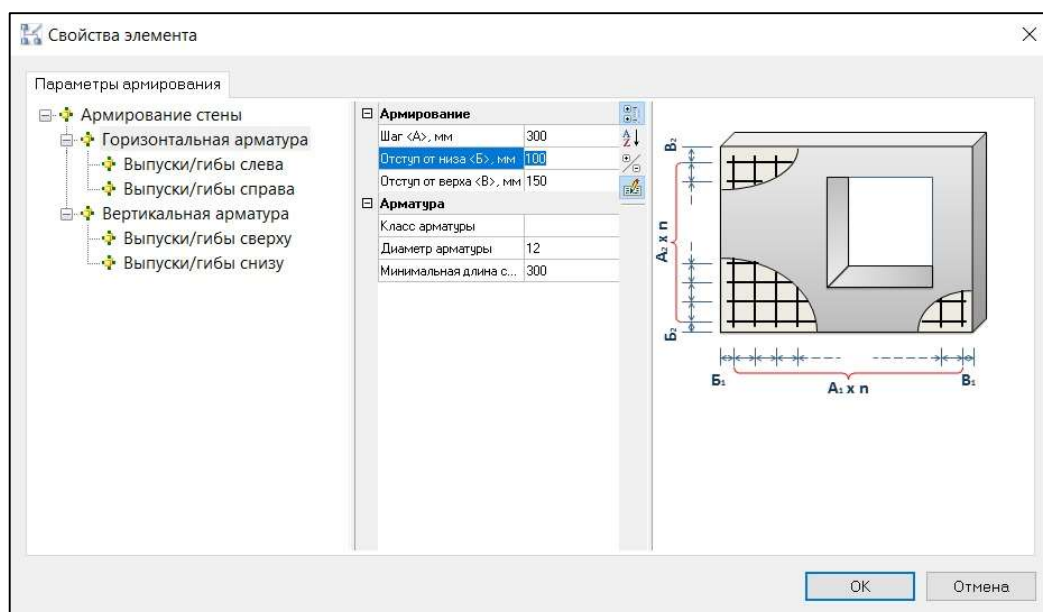 Свойства элемента
Параметры армирования
Армирование стены
Горизонтальная арматура
Выпуски/гибы слева
Выпуски/гибы справа
Вертикальная арматура
Выпуски/гибы сверху
Выпуски/гибы снизу
Армирование
Шаг <А>, мм 300
Отступ от низа <Б>, мм 100
Отступ от верха <В>, мм 150
Арматура
Класс арматуры
Диаметр арматуры 12
Минимальная длина с... 300
В₂
А₂ х n
Б₂
Б₁
А₁ х n
В₁
OK
Отмена